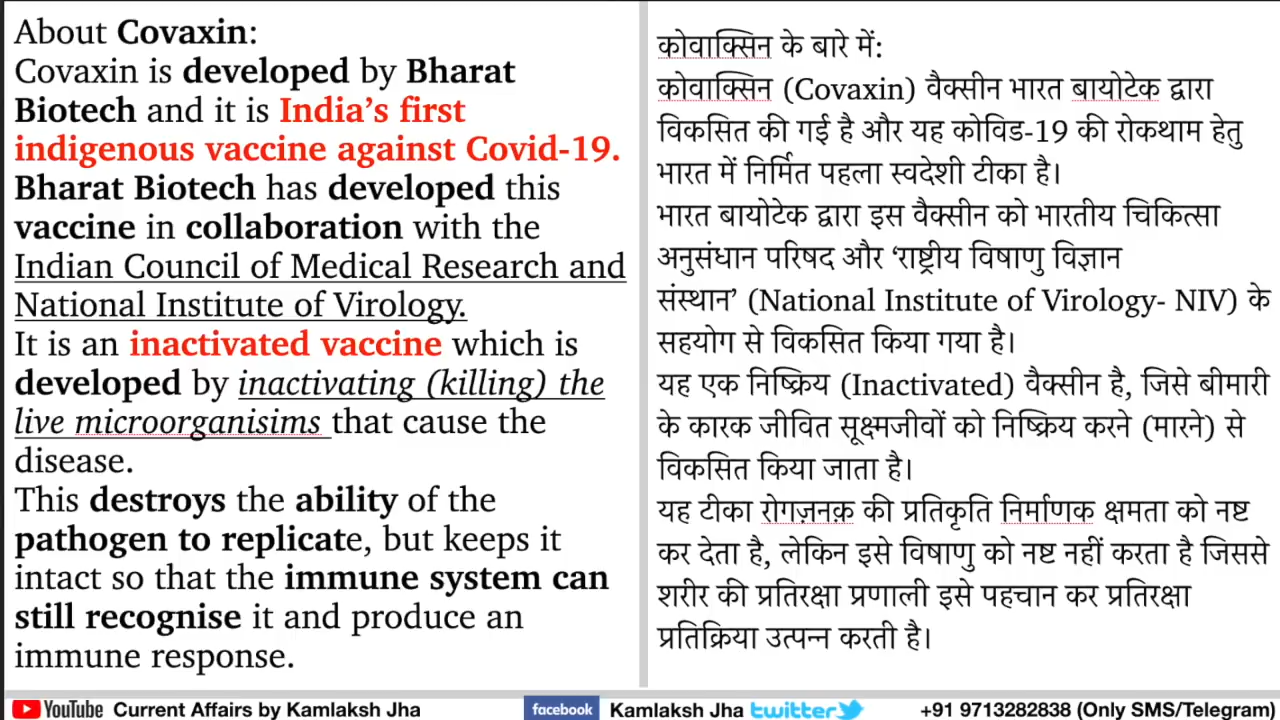 About Covaxin:
Covaxin is developed by Bharat
Biotech and it is India’s first
indigenous vaccine against Covid-19.
Bharat Biotech has developed this
vaccine in collaboration with the
Indian Council of Medical Research and
National Institute of Virology.
It is an inactivated vaccine which is
developed by inactivating (killing) the
live microorganisims that cause the
disease.
This destroys the ability of the
pathogen to replicate, but keeps it
intact so that the immune system can
still recognise it and produce an
immune response.
कोवाक्सिन के बारे में:
कोवाक्सिन (Covaxin) वैक्सीन भारत बायोटेक द्वारा
विकसित की गई है और यह कोविड-19 की रोकथाम हेतु
भारत में निर्मित पहला स्वदेशी टीका है।
भारत बायोटेक द्वारा इस वैक्सीन को भारतीय चिकित्सा
अनुसंधान परिषद और ‘राष्ट्रीय विषाणु विज्ञान
संस्थान’ (National Institute of Virology- NIV) के
सहयोग से विकसित किया गया है।
यह एक निष्क्रिय (Inactivated) वैक्सीन है, जिसे बीमारी
के कारक जीवित सूक्ष्मजीवों को निष्क्रिय करने (मारने) से
विकसित किया जाता है।
यह टीका रोगज़नक़ की प्रतिकृति निर्माणक क्षमता को नष्ट
कर देता है, लेकिन इसे विषाणु को नष्ट नहीं करता है जिससे
शरीर की प्रतिरक्षा प्रणाली इसे पहचान कर प्रतिरक्षा
प्रतिक्रिया उत्पन्न करती है।
YouTube Current Affairs by Kamlaksh Jha facebook Kamlaksh Jha twitter +91 9713282838 (Only SMS/Telegram)